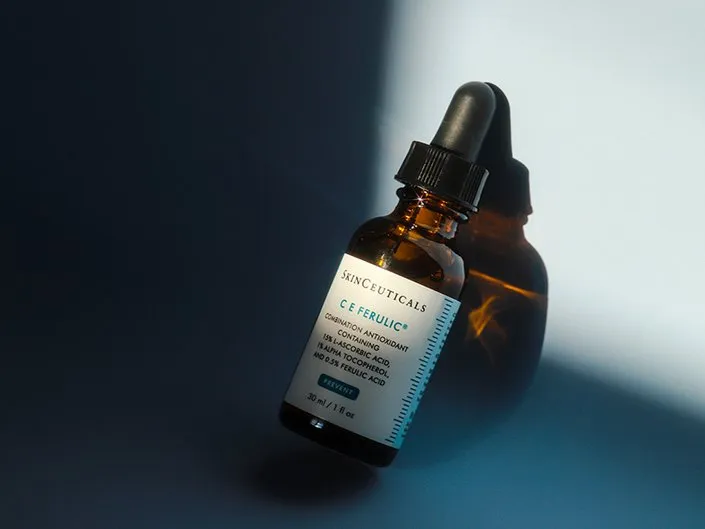 SKINCEUTICALS
C E FERULIC®
COMBINATION ANTIOXIDANT
CONTAINING
15% L-ASCORBIC ACID,
1% ALPHA TOCOPHEROL,
AND 0.5% FERULIC ACID
PREVENT
30 ml / 1 fl oz